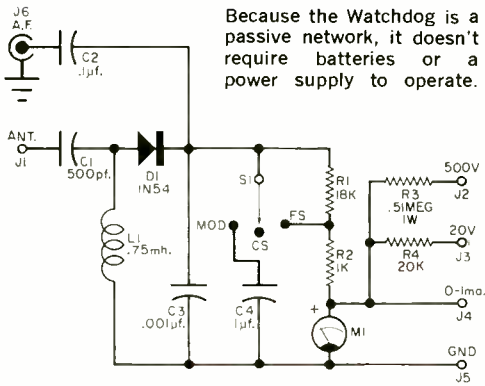 J6
A.F.
C2
.1µf.
Because the Watchdog is a
passive network, it doesn't
require batteries or a
power supply to operate.
ANT.
J1
C1
500pf.
D1
1N54
S1
R1
18K
500V
J2
R3
.51MEG
1W
L1
.75mh.
MOD
CS
FS
R2
1K
20V
J3
R4
20K
C3
.001µf.
C4
1µf.
+
M1
0-1ma.
J4
GND
J5